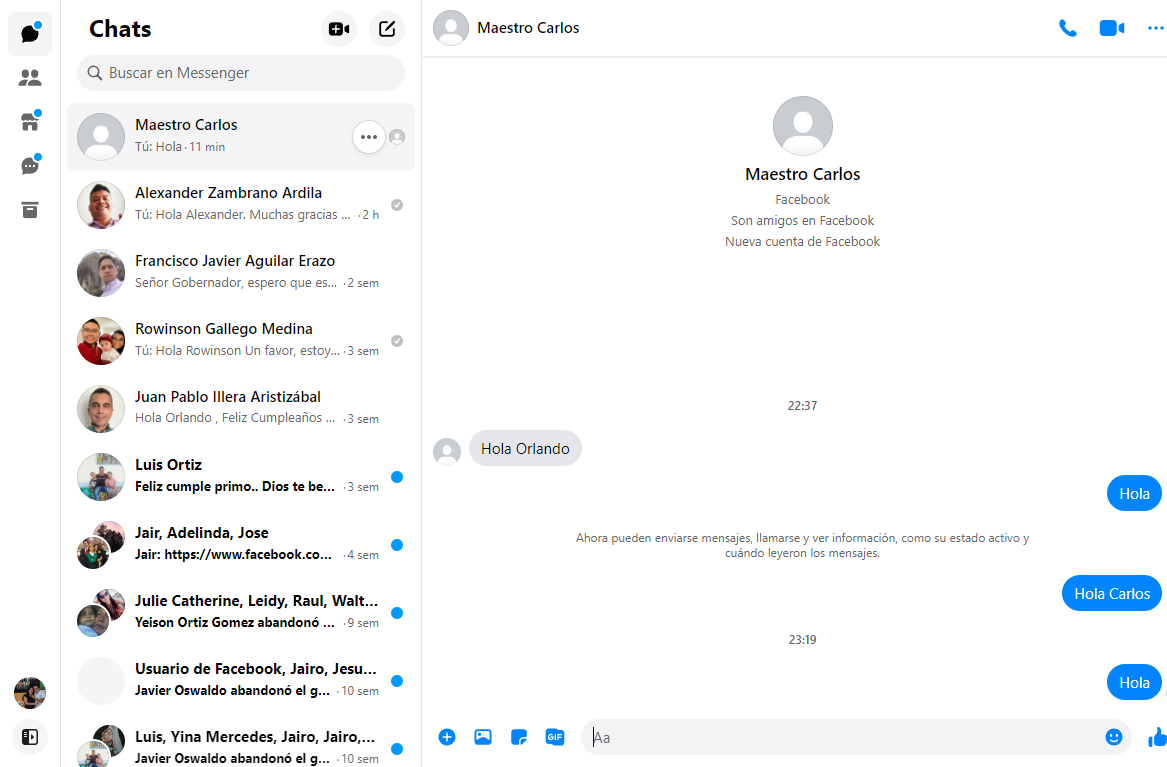 Chats
Buscar en Messenger
Maestro Carlos
Tú: Hola · 11 min
Alexander Zambrano Ardila
Tú: Hola Alexander. Muchas gracias ... · 2 h
Francisco Javier Aguilar Erazo
Señor Gobernador, espero que es... · 2 sem
Rowinson Gallego Medina
Tú: Hola Rowinson Un favor, estoy... · 3 sem
Juan Pablo Illera Aristizábal
Hola Orlando , Feliz Cumpleaños ... · 3 sem
Luis Ortiz
Feliz cumple primo.. Dios te be... · 3 sem
Jair, Adelinda, Jose
Jair: https://www.facebook.co... · 4 sem
Julie Catherine, Leidy, Raul, Walt...
Yeison Ortiz Gomez abandonó ... · 9 sem
Usuario de Facebook, Jairo, Jesu...
Javier Oswaldo abandonó el g... · 10 sem
Luis, Yina Mercedes, Jairo, Jairo,...
Javier Oswaldo abandonó el g... · 10 sem
Maestro Carlos
Maestro Carlos
Facebook
Son amigos en Facebook
Nueva cuenta de Facebook
22:37
Hola Orlando
Hola
Ahora pueden enviarse mensajes, llamarse y ver información, como su estado activo y
cuándo leyeron los mensajes.
Hola Carlos
23:19
Hola
GIF
Aa